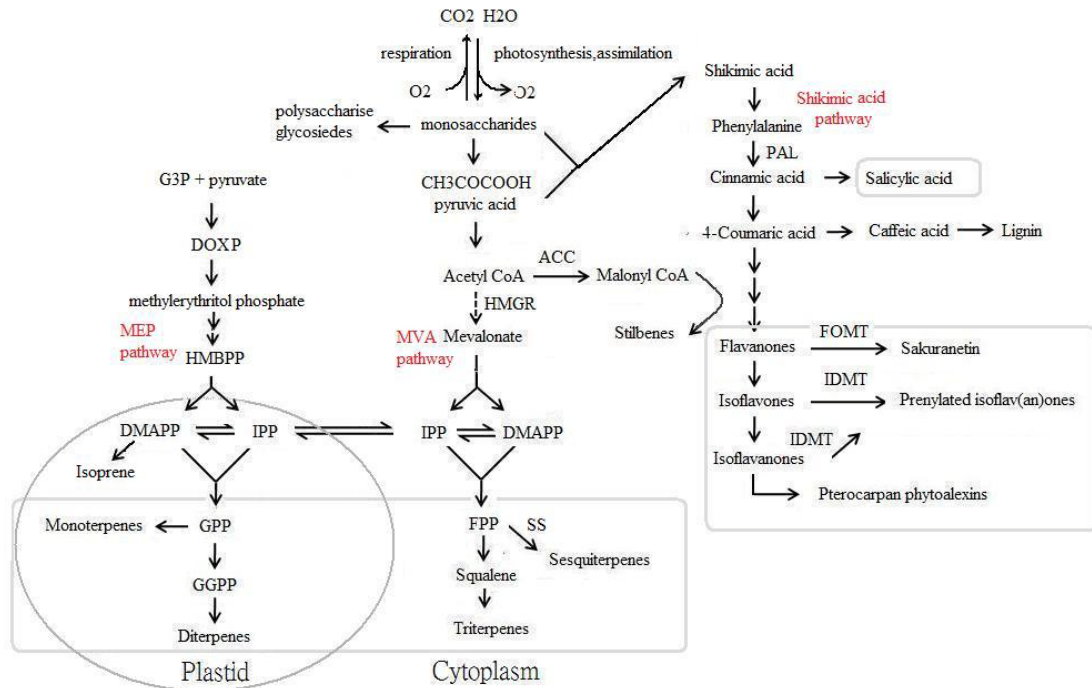 CO2 H2O
respiration
photosynthesis,assimilation
O2
O2
polysaccharise
glycosiedes
monosaccharides
CH3COCOOH
pyruvic acid
Acetyl CoA
ACC
Malonyl CoA
HMGR
Stilbenes
MVA
pathway
Mevalonate
IPP
DMAPP
FPP
SS
Sesquiterpenes
Squalene
Triterpenes
Cytoplasm
G3P + pyruvate
DOXP
methylerythritol phosphate
MEP
pathway
HMBPP
DMAPP
IPP
Isoprene
Monoterpenes
GPP
GGPP
Diterpenes
Plastid
Shikimic acid
Shikimic acid
pathway
Phenylalanine
PAL
Cinnamic acid
Salicylic acid
4-Coumaric acid
Caffeic acid
Lignin
Flavanones
FOMT
Sakuranetin
Isoflavones
IDMT
Prenylated isoflav(an)ones
Isoflavanones
IDMT
Pterocarpan phytoalexins